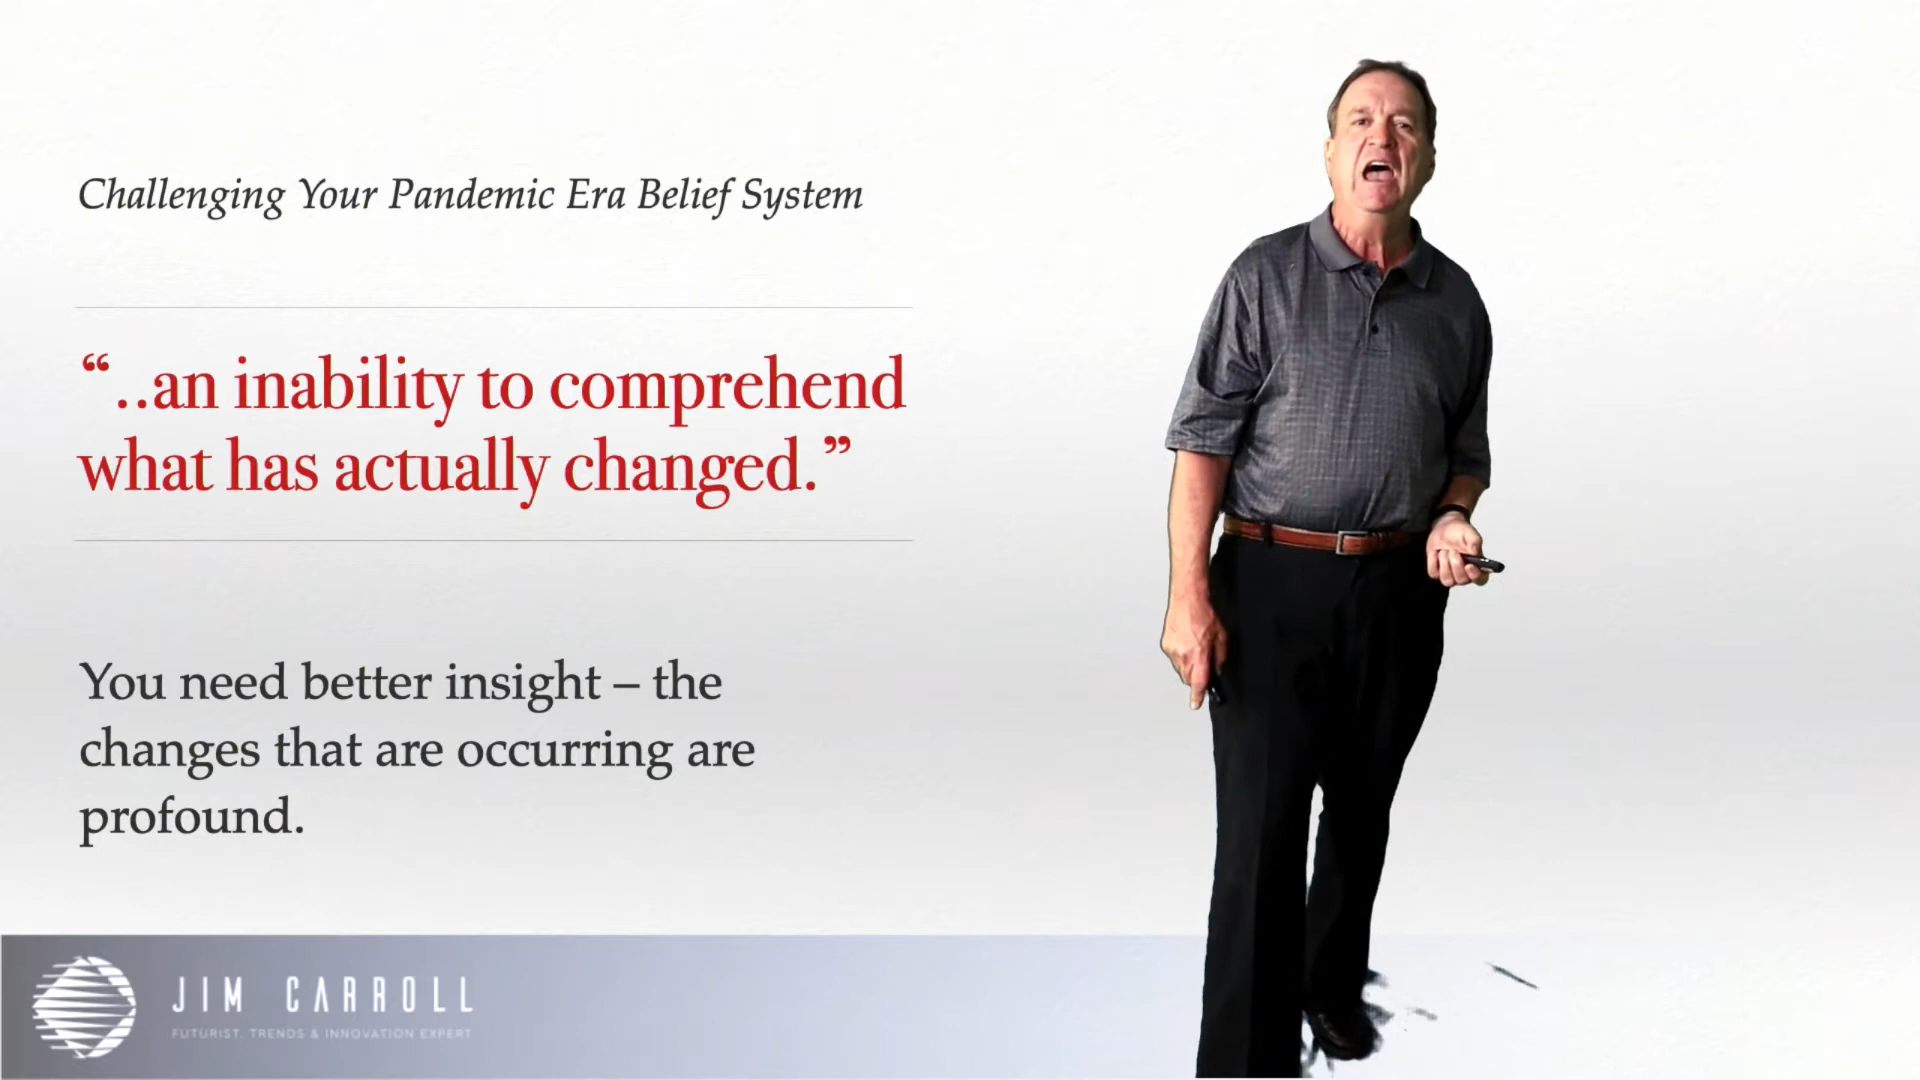 Challenging Your Pandemic Era Belief System
“..an inability to comprehend
what has actually changed.”
You need better insight – the
changes that are occurring are
profound.
JIM CARROLL
FUTURIST, TRENDS & INNOVATION EXPERT